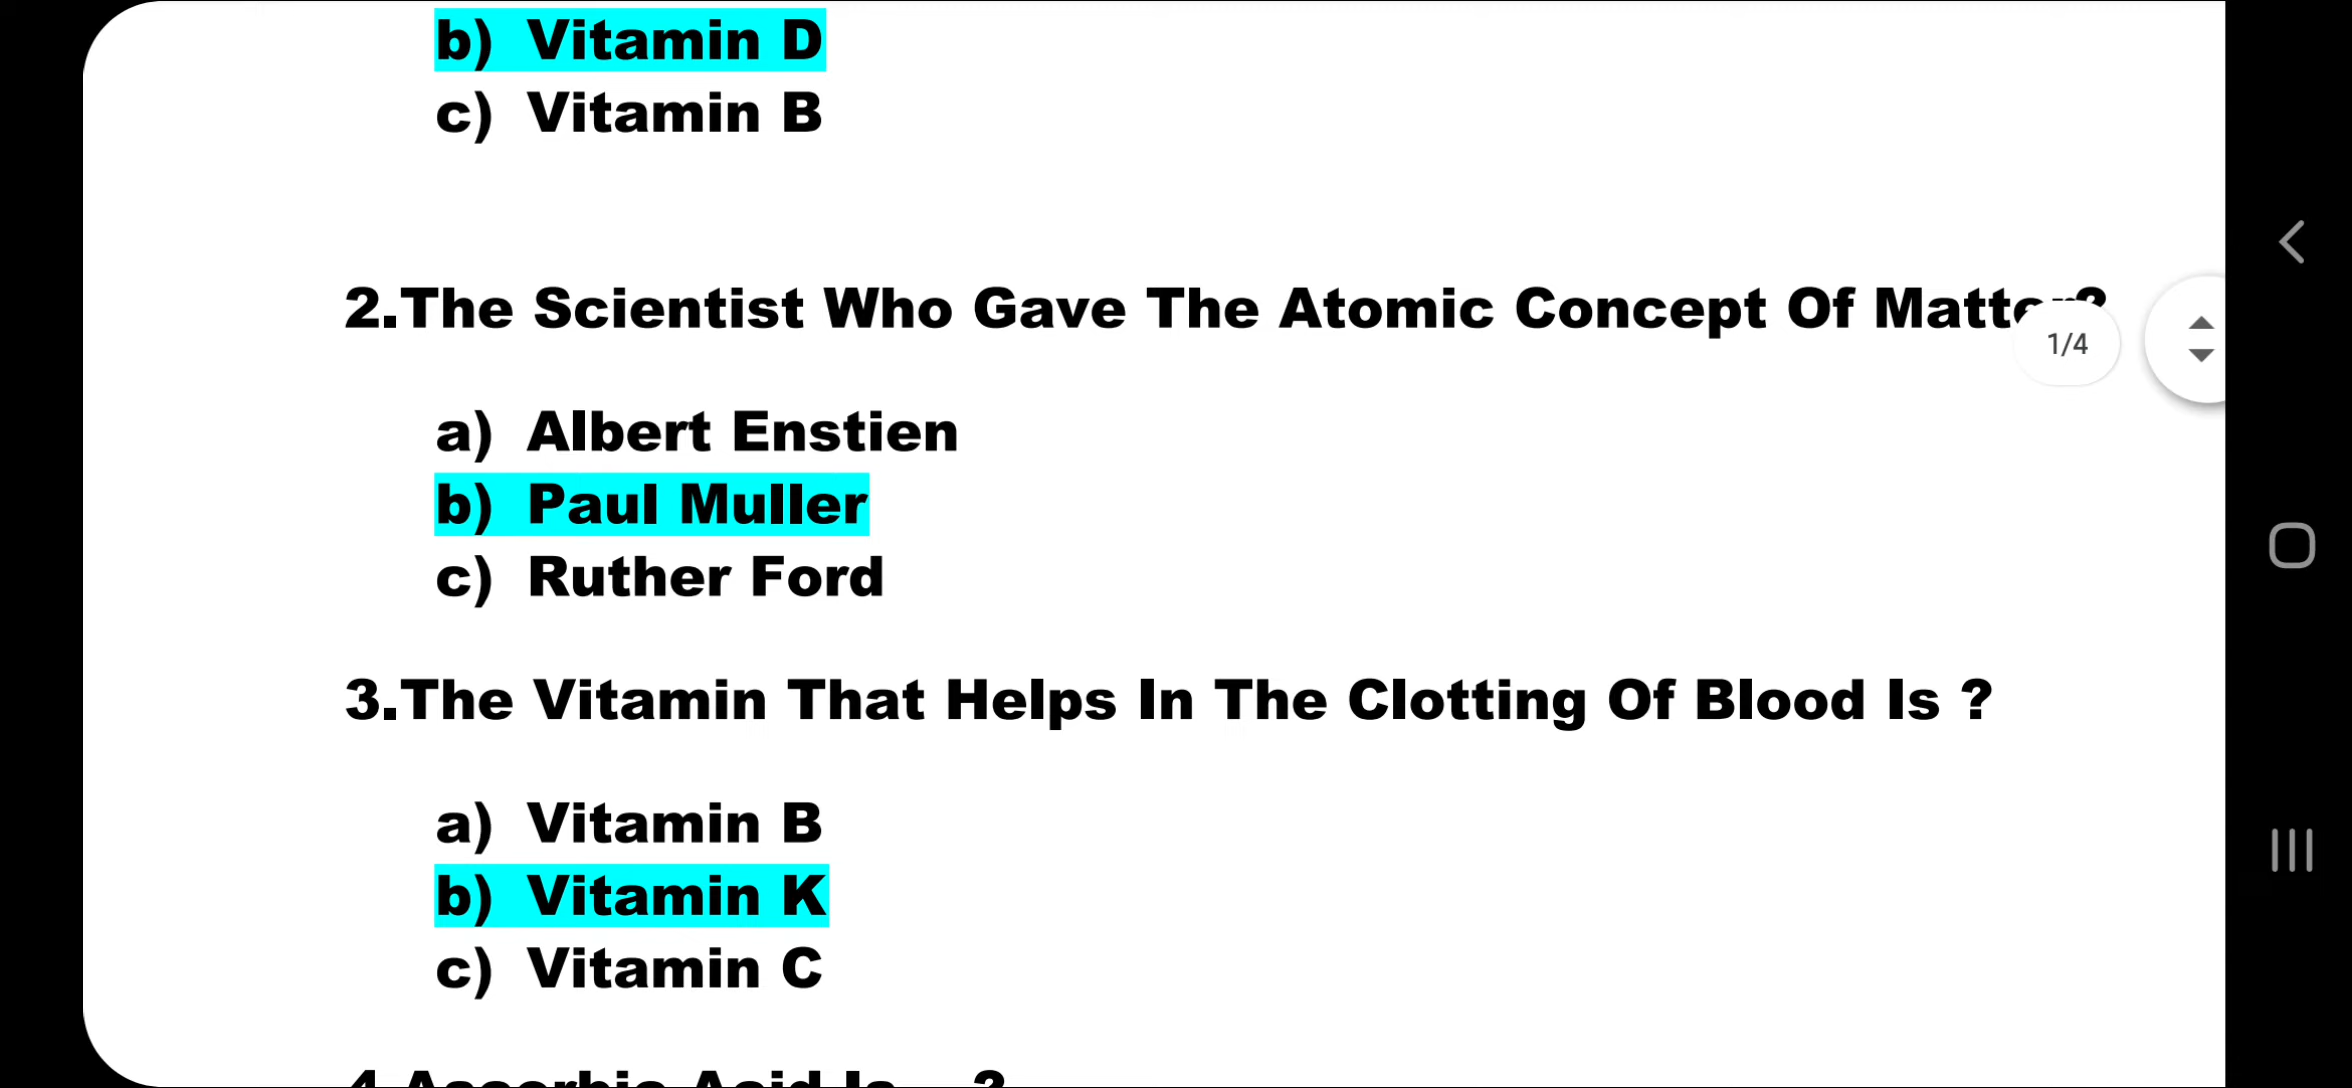 b) Vitamin D
c) Vitamin B
2.The Scientist Who Gave The Atomic Concept Of
1/4
a) Albert Enstien
b) Paul Muller
c) Ruther Ford
3.The Vitamin That Helps In The Clotting Of Blood Is ?
a) Vitamin B
b) Vitamin K
c) Vitamin C